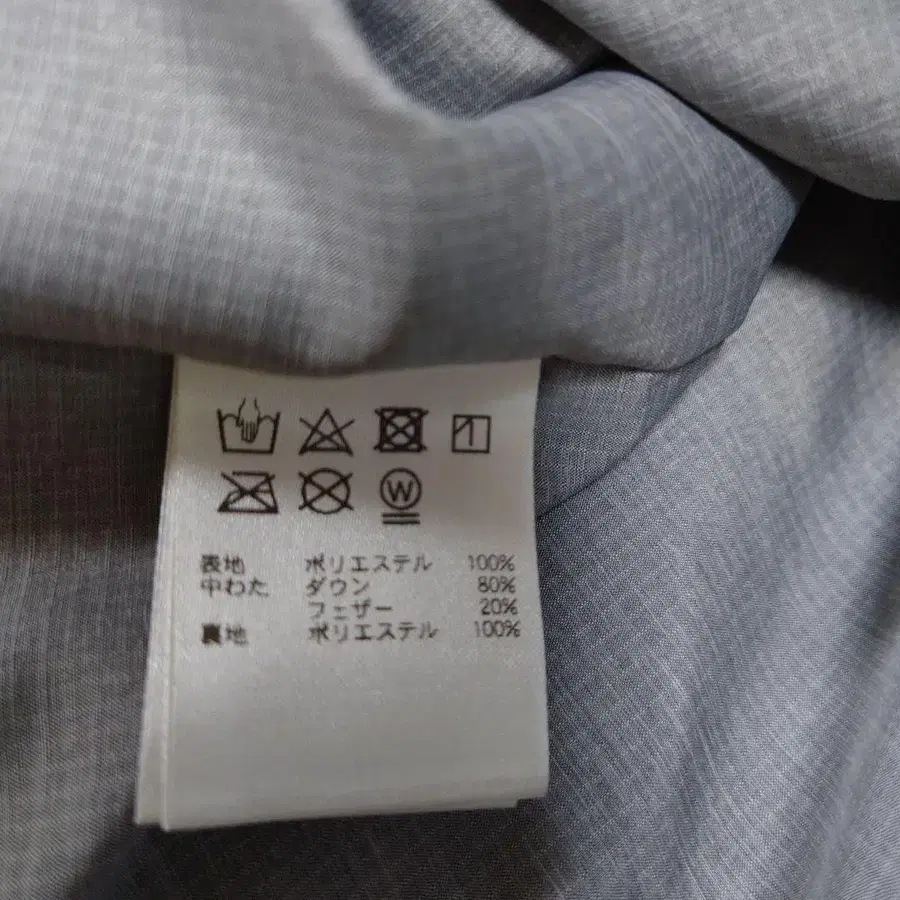 W
表地 ポリエステル 100%
中わた ダウン 80%
フェザー 20%
裏地 ポリエステル 100%